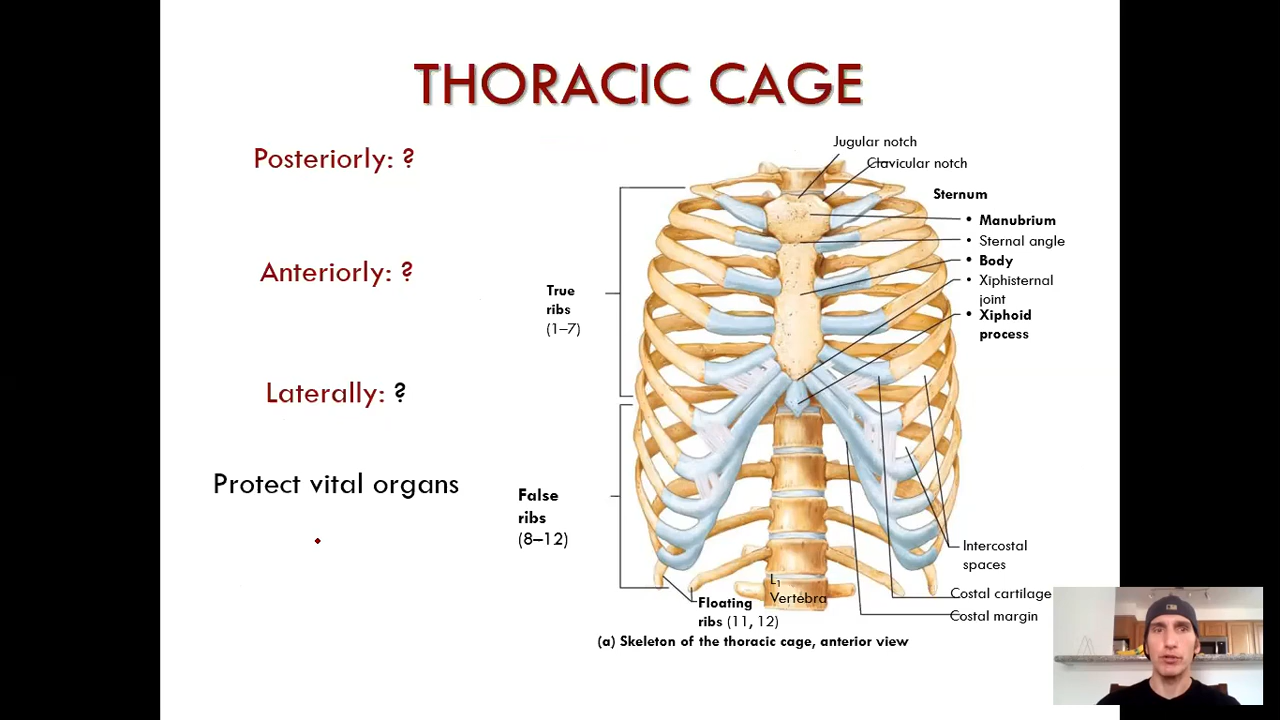 THORACIC CAGE
Posteriorly: ?
Anteriorly: ?
Laterally: ?
Protect vital organs
•
Jugular notch
Clavicular notch
Sternum
• Manubrium
• Sternal angle
• Body
• Xiphisternal
joint
• Xiphoid
process
True
ribs
(1–7)
False
ribs
(8–12)
Intercostal
spaces
Costal cartilage
Costal margin
L1
Vertebra
Floating
ribs (11, 12)
(a) Skeleton of the thoracic cage, anterior view